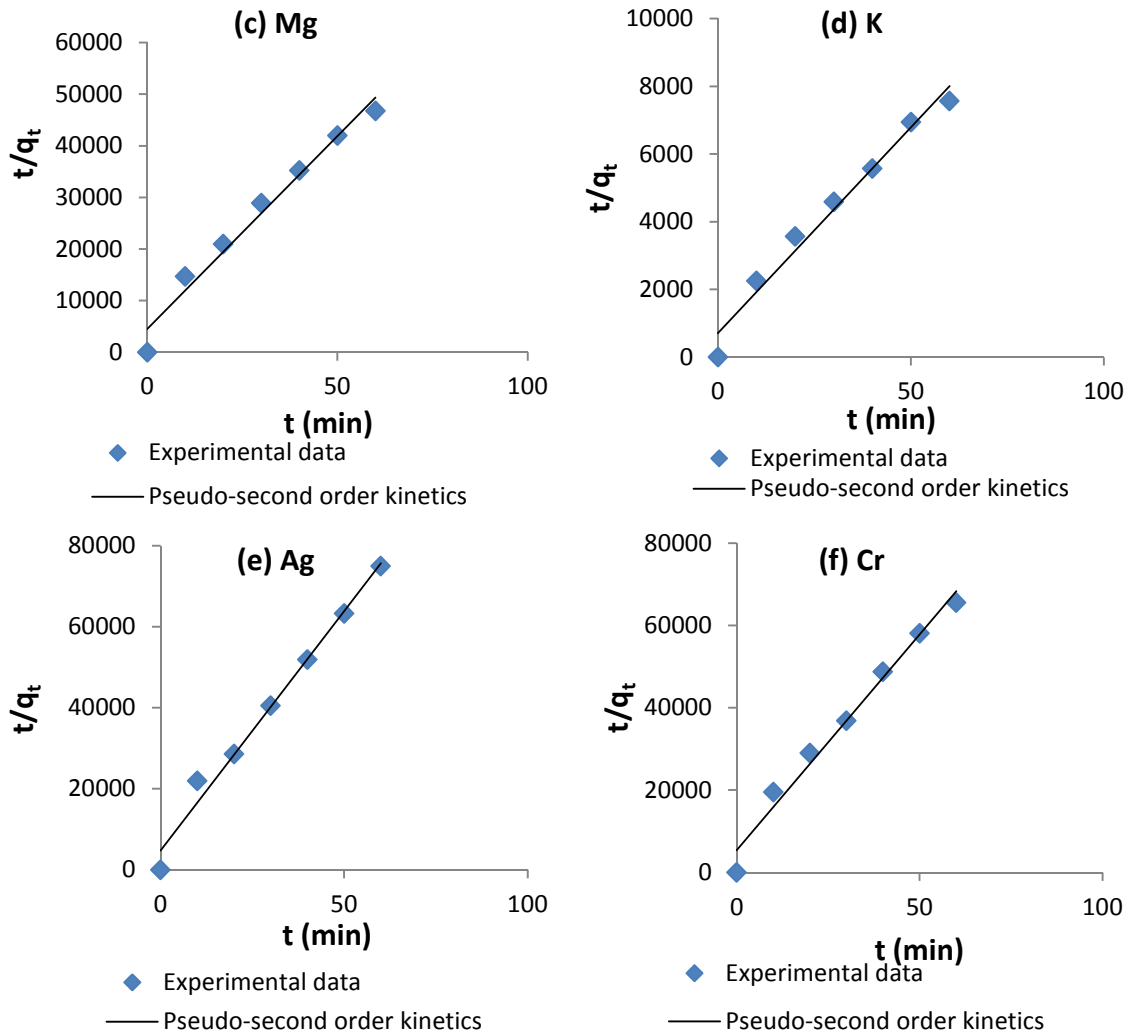 (c) Mg
60000
50000
40000
30000
20000
10000
0
t/qt
0 50 100
t (min)
Experimental data
Pseudo-second order kinetics
(d) K
10000
8000
6000
4000
2000
0
t/qt
0 50 100
t (min)
Experimental data
Pseudo-second order kinetics
(e) Ag
80000
60000
40000
20000
0
t/qt
0 50 100
t (min)
Experimental data
Pseudo-second order kinetics
(f) Cr
80000
60000
40000
20000
0
t/qt
0 50 100
t (min)
Experimental data
Pseudo-second order kinetics